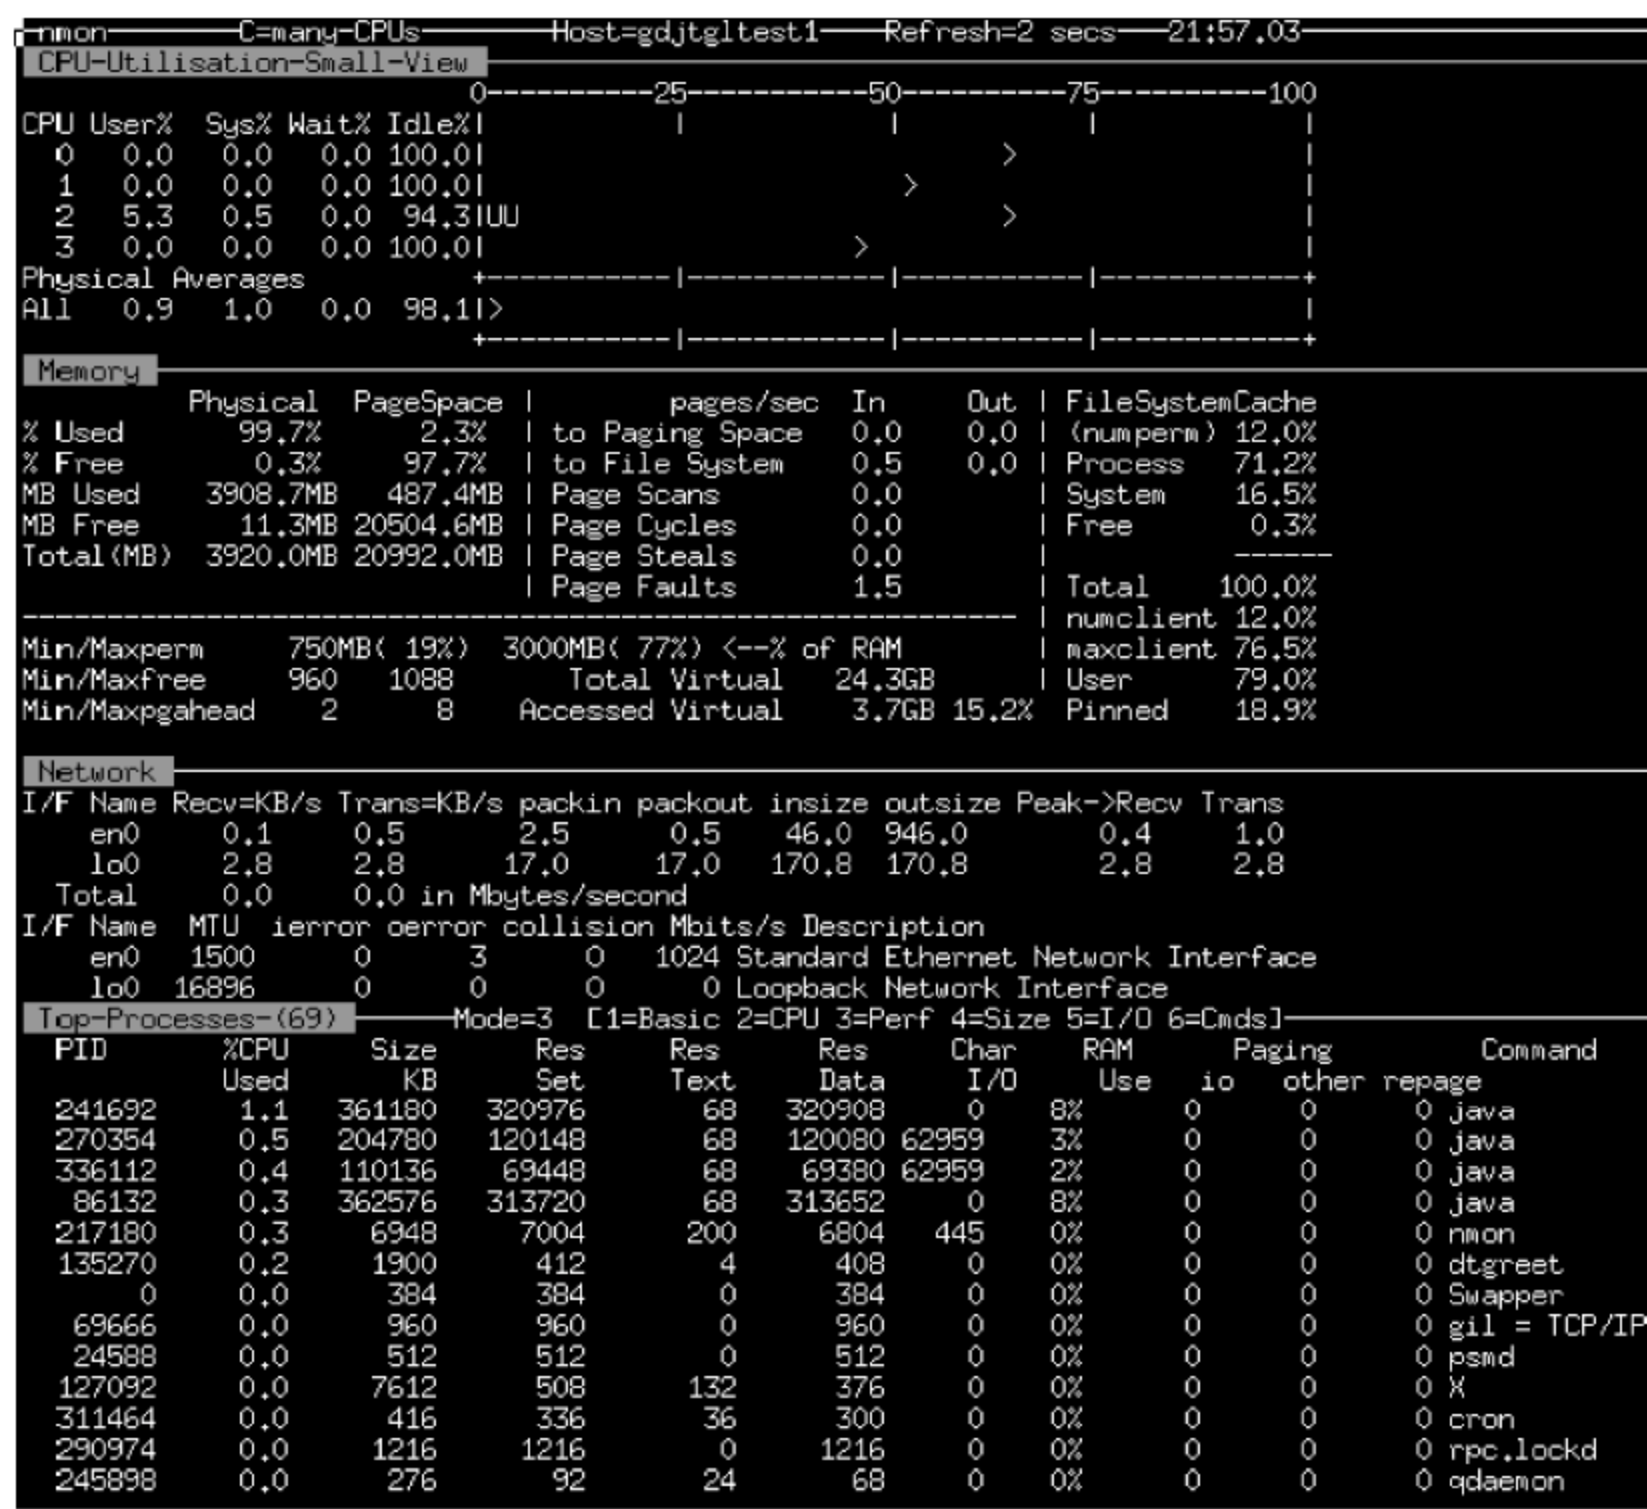 nmon C=many-CPUs Host=gdjtgltest1 Refresh=2 secs 21:57.03
CPU-Utilisation-Small-View
0----------25-----------50----------75----------100
CPU User% Sys% Wait% Idle%| | | | |
0 0.0 0.0 0.0 100.0| > |
1 0.0 0.0 0.0 100.0| > |
2 5.3 0.5 0.0 94.3|UU > |
3 0.0 0.0 0.0 100.0| > |
Physical Averages +-----------|------------|-----------|------------+
All 0.9 1.0 0.0 98.1|> |
+-----------|------------|-----------|------------+
Memory
Physical PageSpace | pages/sec In Out | FileSystemCache
% Used 99.7% 2.3% | to Paging Space 0.0 0.0 | (numperm) 12.0%
% Free 0.3% 97.7% | to File System 0.5 0.0 | Process 71.2%
MB Used 3908.7MB 487.4MB | Page Scans 0.0 | System 16.5%
MB Free 11.3MB 20504.6MB | Page Cycles 0.0 | Free 0.3%
Total(MB) 3920.0MB 20992.0MB | Page Steals 0.0 | ------
| Page Faults 1.5 | Total 100.0%
------------------------------------------------------------ | numclient 12.0%
Min/Maxperm 750MB( 19%) 3000MB( 77%) <--% of RAM | maxclient 76.5%
Min/Maxfree 960 1088 Total Virtual 24.3GB | User 79.0%
Min/Maxpgahead 2 8 Accessed Virtual 3.7GB 15.2% Pinned 18.9%
Network
I/F Name Recv=KB/s Trans=KB/s packin packout insize outsize Peak->Recv Trans
en0 0.1 0.5 2.5 0.5 46.0 946.0 0.4 1.0
lo0 2.8 2.8 17.0 17.0 170.8 170.8 2.8 2.8
Total 0.0 0.0 in Mbytes/second
I/F Name MTU ierror oerror collision Mbits/s Description
en0 1500 0 3 0 1024 Standard Ethernet Network Interface
lo0 16896 0 0 0 0 Loopback Network Interface
Top-Processes-(69) Mode=3 [1=Basic 2=CPU 3=Perf 4=Size 5=I/O 6=Cmds]
PID %CPU Size Res Res Res Char RAM Paging Command
Used KB Set Text Data I/O Use io other repage
241692 1.1 361180 320976 68 320908 0 8% 0 0 0 java
270354 0.5 204780 120148 68 120080 62959 3% 0 0 0 java
336112 0.4 110136 69448 68 69380 62959 2% 0 0 0 java
86132 0.3 362576 313720 68 313652 0 8% 0 0 0 java
217180 0.3 6948 7004 200 6804 445 0% 0 0 0 nmon
135270 0.2 1900 412 4 408 0 0% 0 0 0 dtgreet
0 0.0 384 384 0 384 0 0% 0 0 0 Swapper
69666 0.0 960 960 0 960 0 0% 0 0 0 gil = TCP/IP
24588 0.0 512 512 0 512 0 0% 0 0 0 psmd
127092 0.0 7612 508 132 376 0 0% 0 0 0 X
311464 0.0 416 336 36 300 0 0% 0 0 0 cron
290974 0.0 1216 1216 0 1216 0 0% 0 0 0 rpc.lockd
245898 0.0 276 92 24 68 0 0% 0 0 0 qdaemon